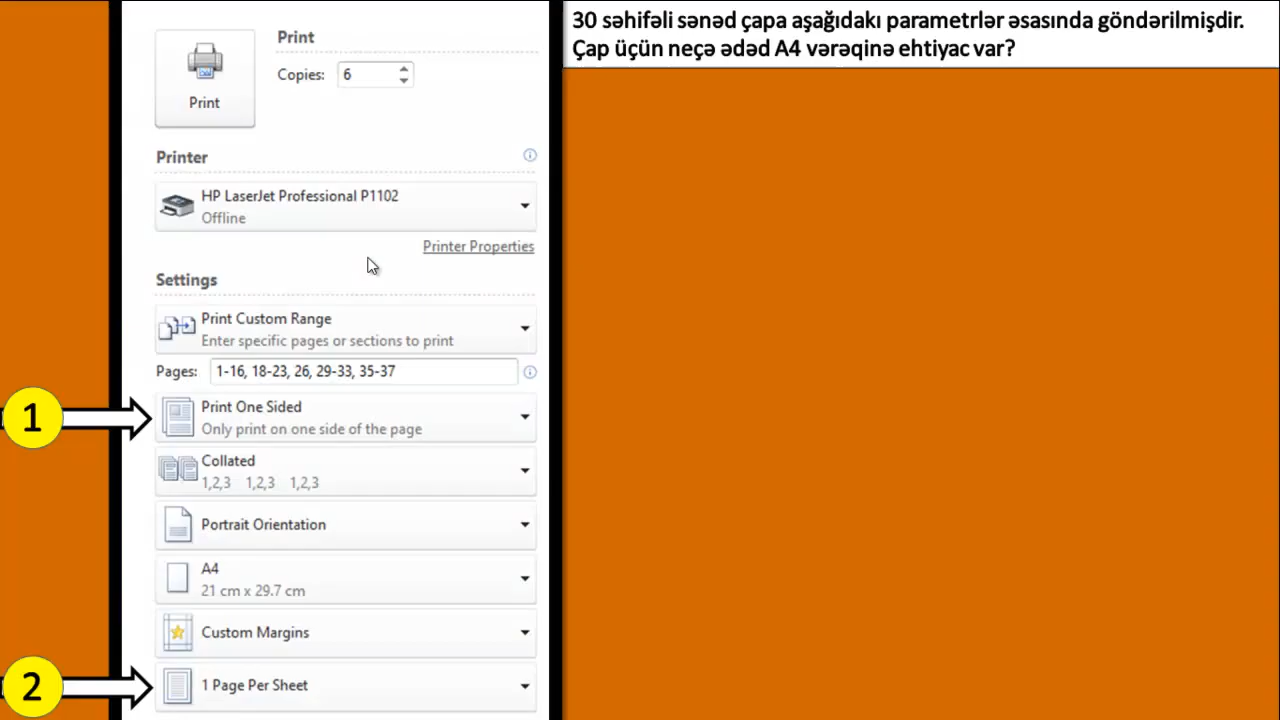 30 səhifəli sənəd çapa aşağıdakı parametrlər əsasında göndərilmişdir.
Çap üçün neçə ədəd A4 vərəqinə ehtiyac var?
Print
Print
Copies: 6
Printer
HP LaserJet Professional P1102
Offline
Printer Properties
Settings
Print Custom Range
Enter specific pages or sections to print
Pages: 1-16, 18-23, 26, 29-33, 35-37
1
Print One Sided
Only print on one side of the page
Collated
1,2,3 1,2,3 1,2,3
Portrait Orientation
A4
21 cm x 29.7 cm
Custom Margins
2
1 Page Per Sheet